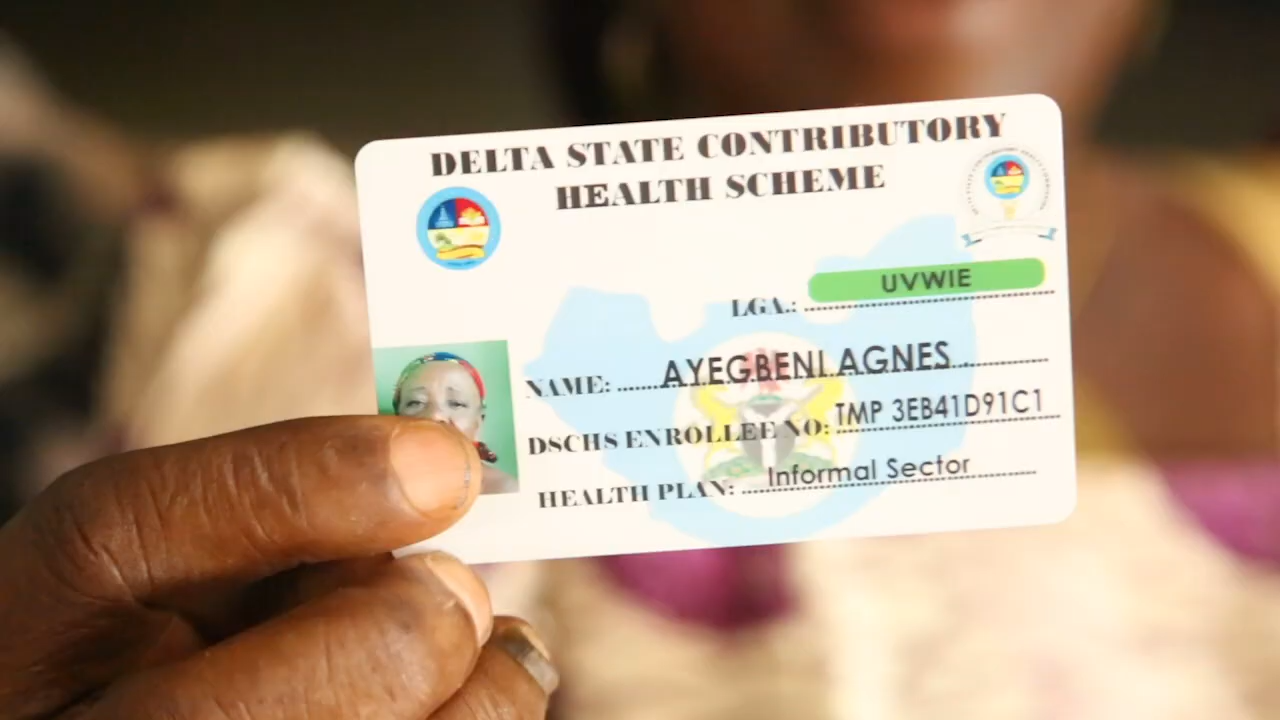 DELTA STATE CONTRIBUTORY
HEALTH SCHEME
LGA.: UVWIE
NAME: AYEGBENI AGNES
DSCHS ENROLLEE NO: TMP 3EB41D91C1
HEALTH PLAN: Informal Sector